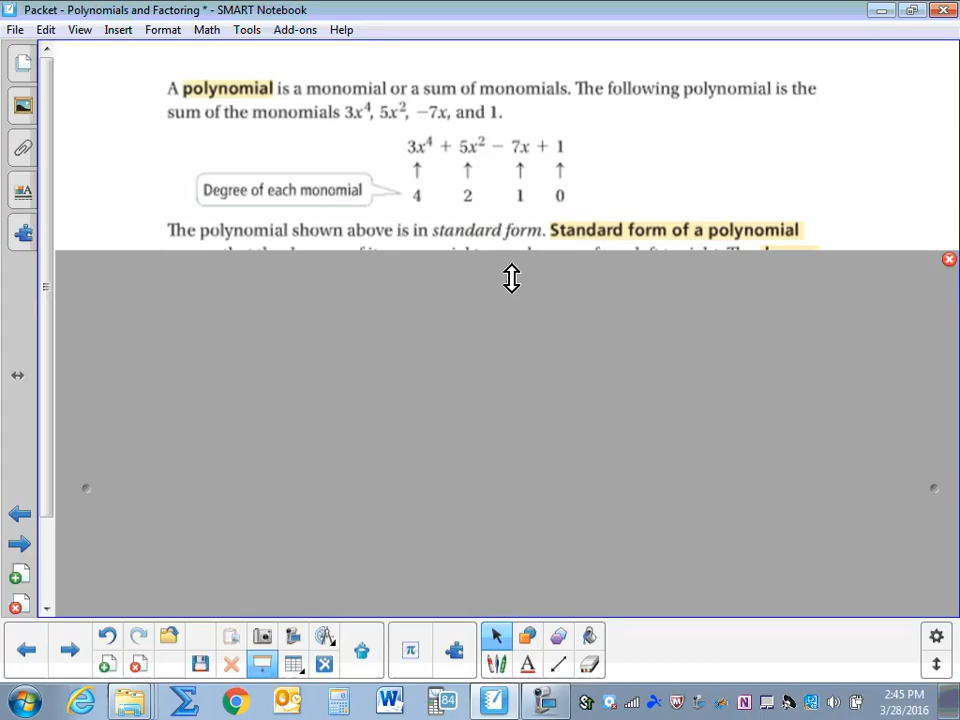 Packet - Polynomials and Factoring * - SMART Notebook
File Edit View Insert Format Math Tools Add-ons Help
A polynomial is a monomial or a sum of monomials. The following polynomial is the
sum of the monomials 3x⁴, 5x², −7x, and 1.
3x⁴ + 5x² − 7x + 1
Degree of each monomial
4 2 1 0
The polynomial shown above is in standard form. Standard form of a polynomial
2:45 PM
3/28/2016